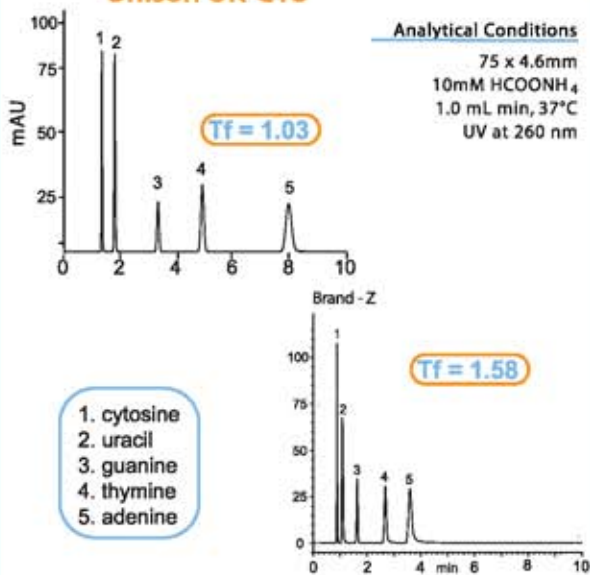 Analytical Conditions
75 x 4.6mm
10mM HCOONH4
1.0 mL min, 37°C
UV at 260 nm
100
75
50
25
mAU
1
2
3
4
5
Tf = 1.03
0
2
4
6
8
10
Brand - Z
100
75
50
25
0
1
2
3
4
5
Tf = 1.58
0
2
4
min
6
8
10
1. cytosine
2. uracil
3. guanine
4. thymine
5. adenine